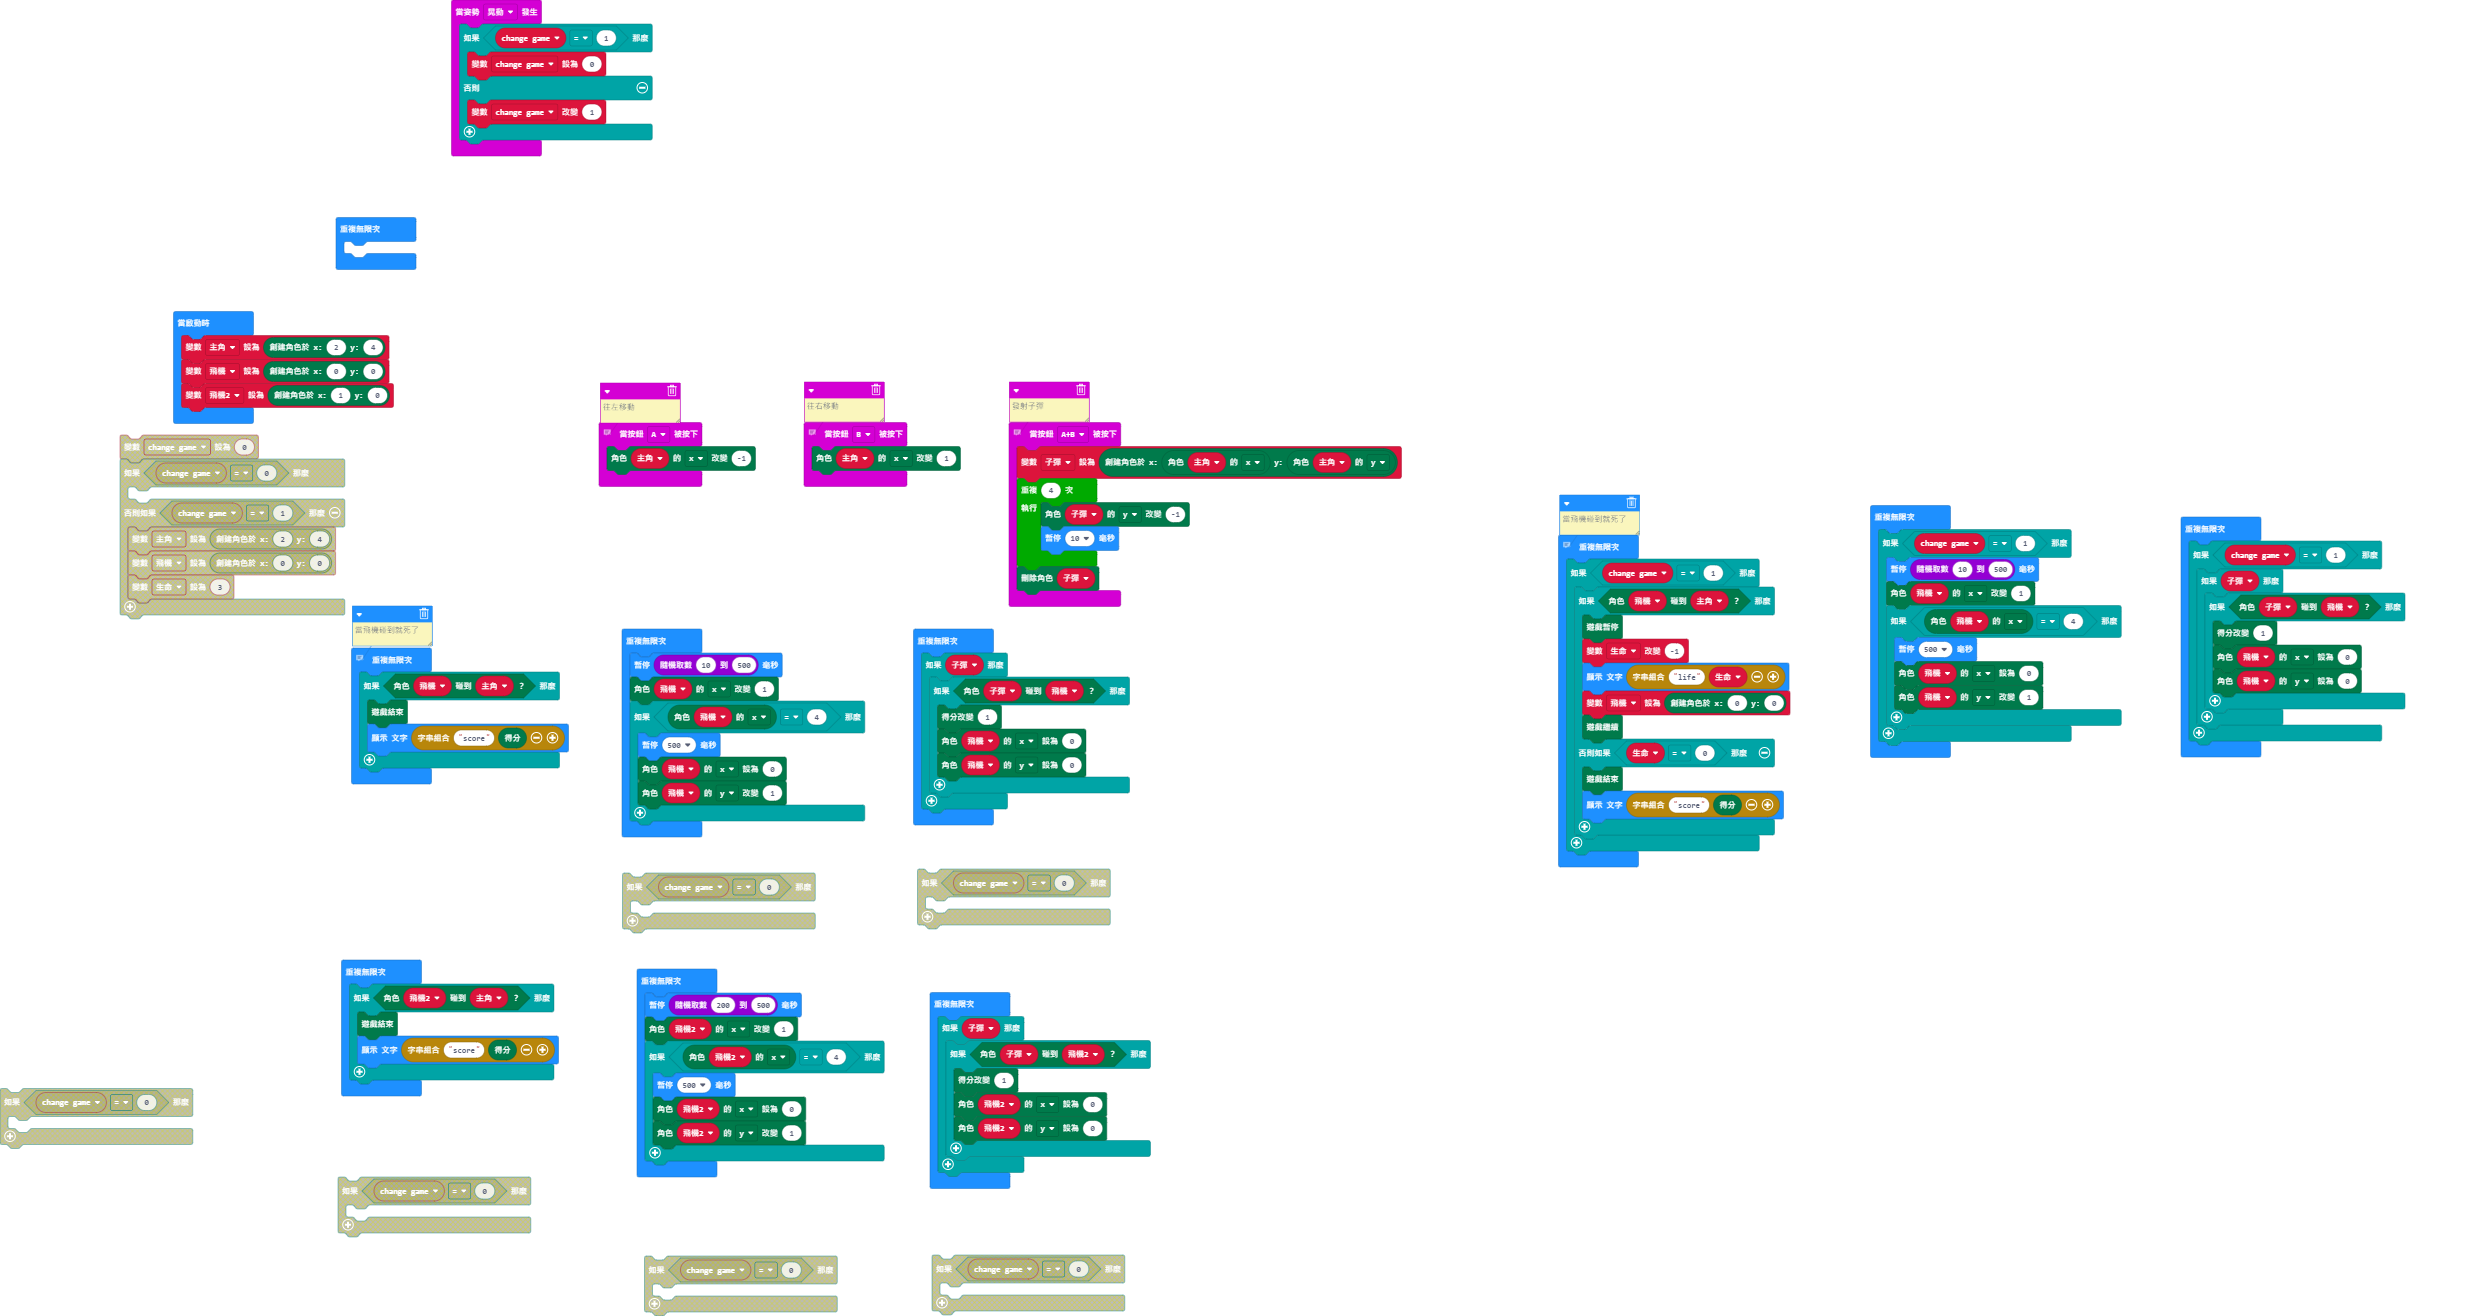 當姿勢 晃動 發生
如果 change game = 1 那麼
變數 change game 設為 0
否則
變數 change game 改變 1
重複無限次
當啟動時
變數 主角 設為 創建角色於 x: 2 y: 4
變數 飛機 設為 創建角色於 x: 0 y: 0
變數 飛機2 設為 創建角色於 x: 1 y: 0
變數 change game 設為 0
如果 change game = 0 那麼
否則如果 change game = 1 那麼
變數 主角 設為 創建角色於 x: 2 y: 4
變數 飛機 設為 創建角色於 x: 0 y: 0
變數 生命 設為 3
往左移動
當按鈕 A 被按下
角色 主角 的 x 改變 -1
往右移動
當按鈕 B 被按下
角色 主角 的 x 改變 1
發射子彈
當按鈕 A+B 被按下
變數 子彈 設為 創建角色於 x: 角色 主角 的 x y: 角色 主角 的 y
重複 4 次
執行
角色 子彈 的 y 改變 -1
暫停 10 毫秒
刪除角色 子彈
當飛機碰到就死了
重複無限次
如果 角色 飛機 碰到 主角 ? 那麼
遊戲結束
顯示 文字 字串組合 "score" 得分
重複無限次
暫停 隨機取數 10 到 500 毫秒
角色 飛機 的 x 改變 1
如果 角色 飛機 的 x = 4 那麼
暫停 500 毫秒
角色 飛機 的 x 設為 0
角色 飛機 的 y 改變 1
重複無限次
如果 子彈 那麼
如果 角色 子彈 碰到 飛機 ? 那麼
得分改變 1
角色 飛機 的 x 設為 0
角色 飛機 的 y 設為 0
當飛機碰到就死了
重複無限次
如果 change game = 1 那麼
如果 角色 飛機 碰到 主角 ? 那麼
遊戲暫停
變數 生命 改變 -1
顯示 文字 字串組合 "life" 生命
變數 飛機 設為 創建角色於 x: 0 y: 0
遊戲繼續
否則如果 生命 = 0 那麼
遊戲結束
顯示 文字 字串組合 "score" 得分
重複無限次
如果 change game = 1 那麼
暫停 隨機取數 10 到 500 毫秒
角色 飛機 的 x 改變 1
如果 角色 飛機 的 x = 4 那麼
暫停 500 毫秒
角色 飛機 的 x 設為 0
角色 飛機 的 y 改變 1
重複無限次
如果 change game = 1 那麼
如果 子彈 那麼
如果 角色 子彈 碰到 飛機 ? 那麼
得分改變 1
角色 飛機 的 x 設為 0
角色 飛機 的 y 設為 0
如果 change game = 0 那麼
如果 change game = 0 那麼
重複無限次
如果 角色 飛機2 碰到 主角 ? 那麼
遊戲結束
顯示 文字 字串組合 "score" 得分
重複無限次
暫停 隨機取數 200 到 500 毫秒
角色 飛機2 的 x 改變 1
如果 角色 飛機2 的 x = 4 那麼
暫停 500 毫秒
角色 飛機2 的 x 設為 0
角色 飛機2 的 y 改變 1
重複無限次
如果 子彈 那麼
如果 角色 子彈 碰到 飛機2 ? 那麼
得分改變 1
角色 飛機2 的 x 設為 0
角色 飛機2 的 y 設為 0
如果 change game = 0 那麼
如果 change game = 0 那麼
如果 change game = 0 那麼
如果 change game = 0 那麼